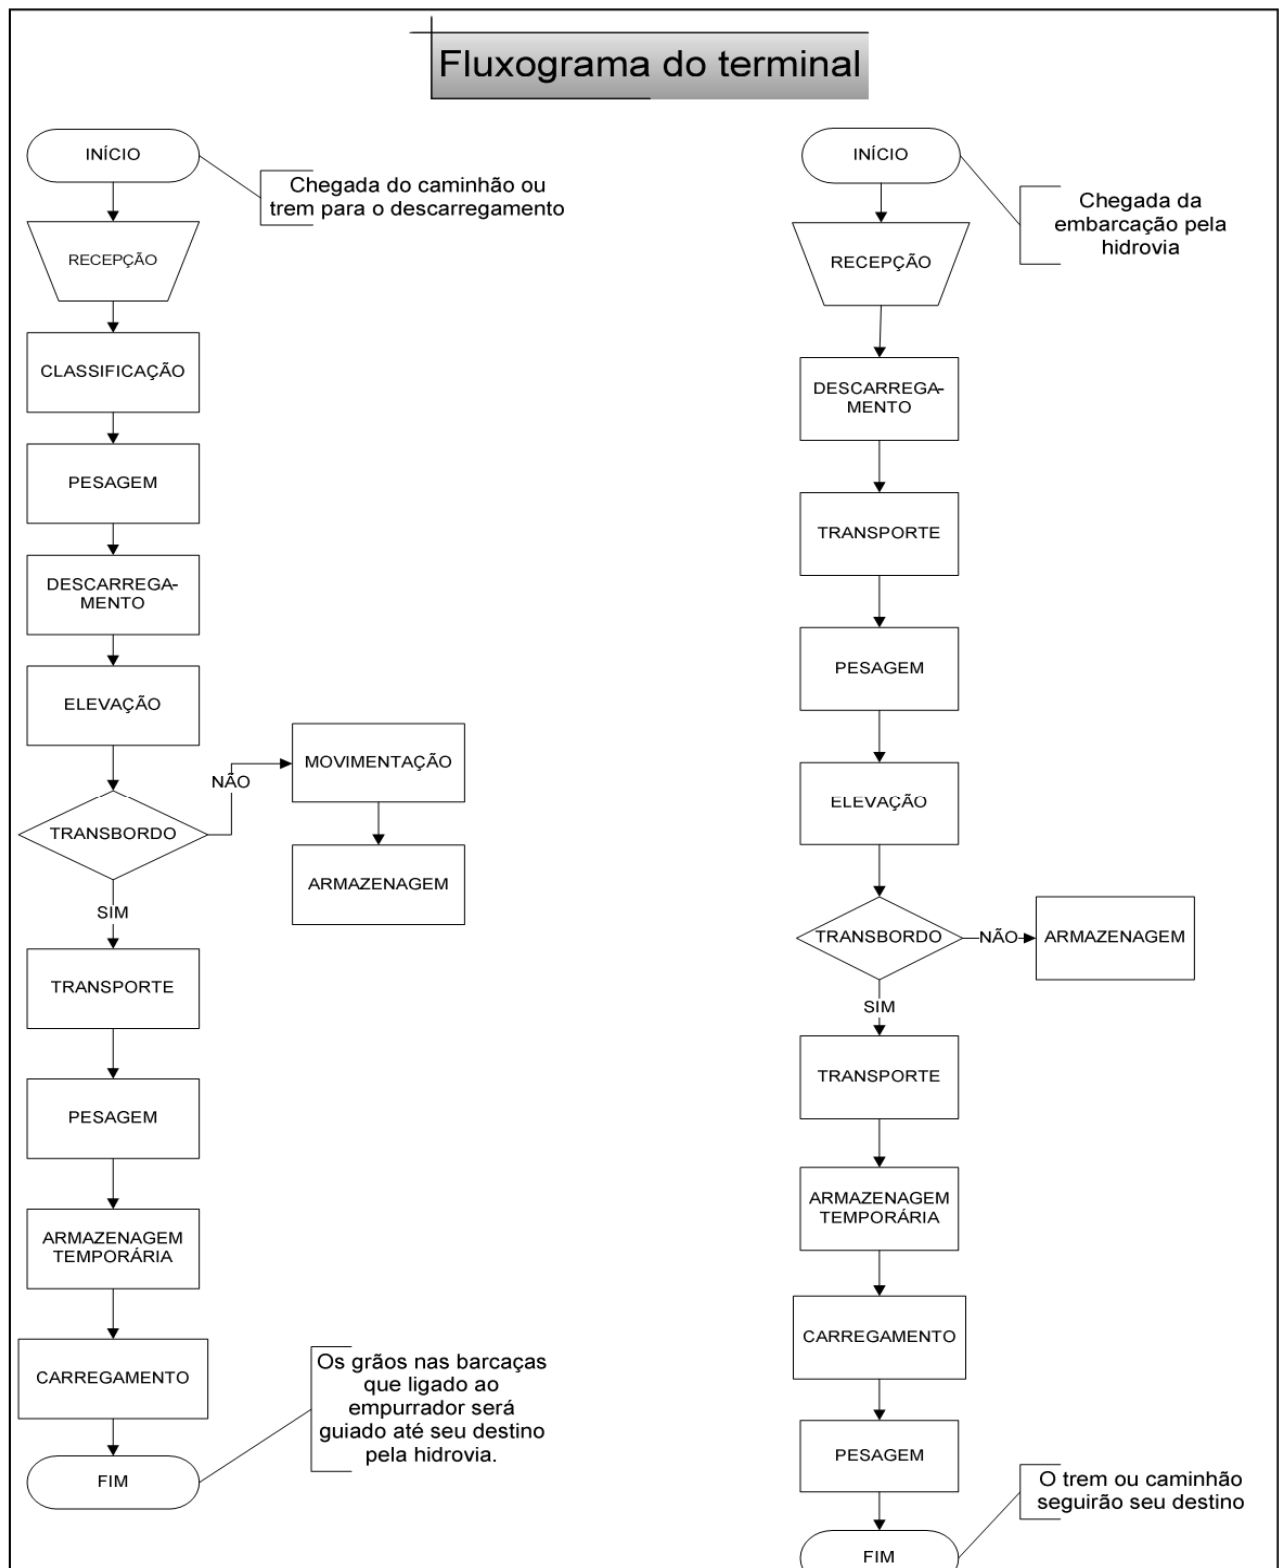 Fluxograma do terminal
INÍCIO
Chegada do caminhão ou
trem para o descarregamento
RECEPÇÃO
CLASSIFICAÇÃO
PESAGEM
DESCARREGA-
MENTO
ELEVAÇÃO
TRANSBORDO
NÃO
MOVIMENTAÇÃO
ARMAZENAGEM
SIM
TRANSPORTE
PESAGEM
ARMAZENAGEM
TEMPORÁRIA
CARREGAMENTO
FIM
Os grãos nas barcaças
que ligado ao
empurrador será
guiado até seu destino
pela hidrovia.
INÍCIO
Chegada da
embarcação pela
hidrovia
RECEPÇÃO
DESCARREGA-
MENTO
TRANSPORTE
PESAGEM
ELEVAÇÃO
TRANSBORDO
NÃO
ARMAZENAGEM
SIM
TRANSPORTE
ARMAZENAGEM
TEMPORÁRIA
CARREGAMENTO
PESAGEM
O trem ou caminhão
seguirão seu destino
FIM